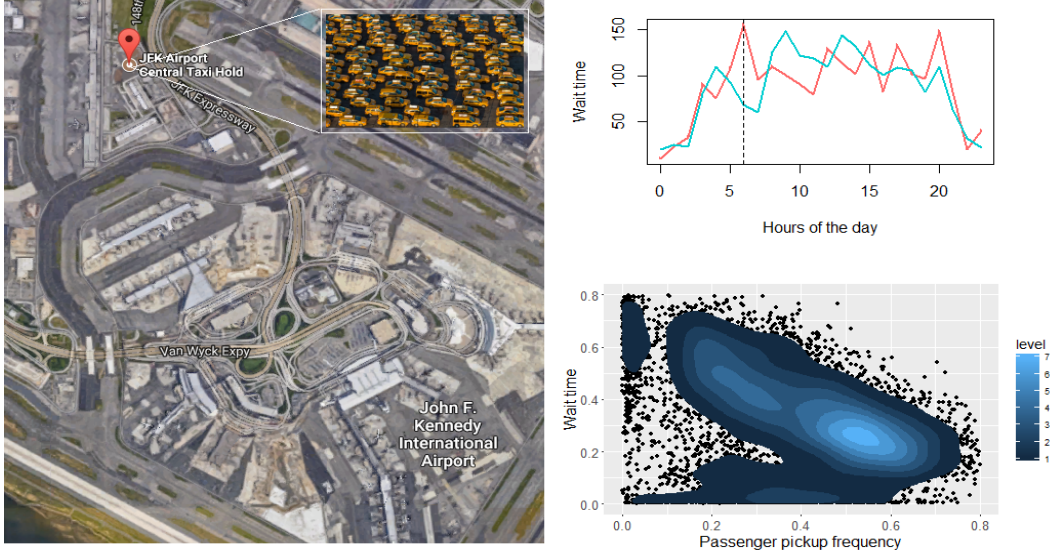 148th
JFK Airport
Central Taxi Hold
JFK Expressway
Van Wyck Expy
John F.
Kennedy
International
Airport
150
100
50
Wait time
0 5 10 15 20
Hours of the day
0.8
0.6
0.4
0.2
0.0
Wait time
0.0 0.2 0.4 0.6 0.8
Passenger pickup frequency
level
7
6
5
4
3
2
1